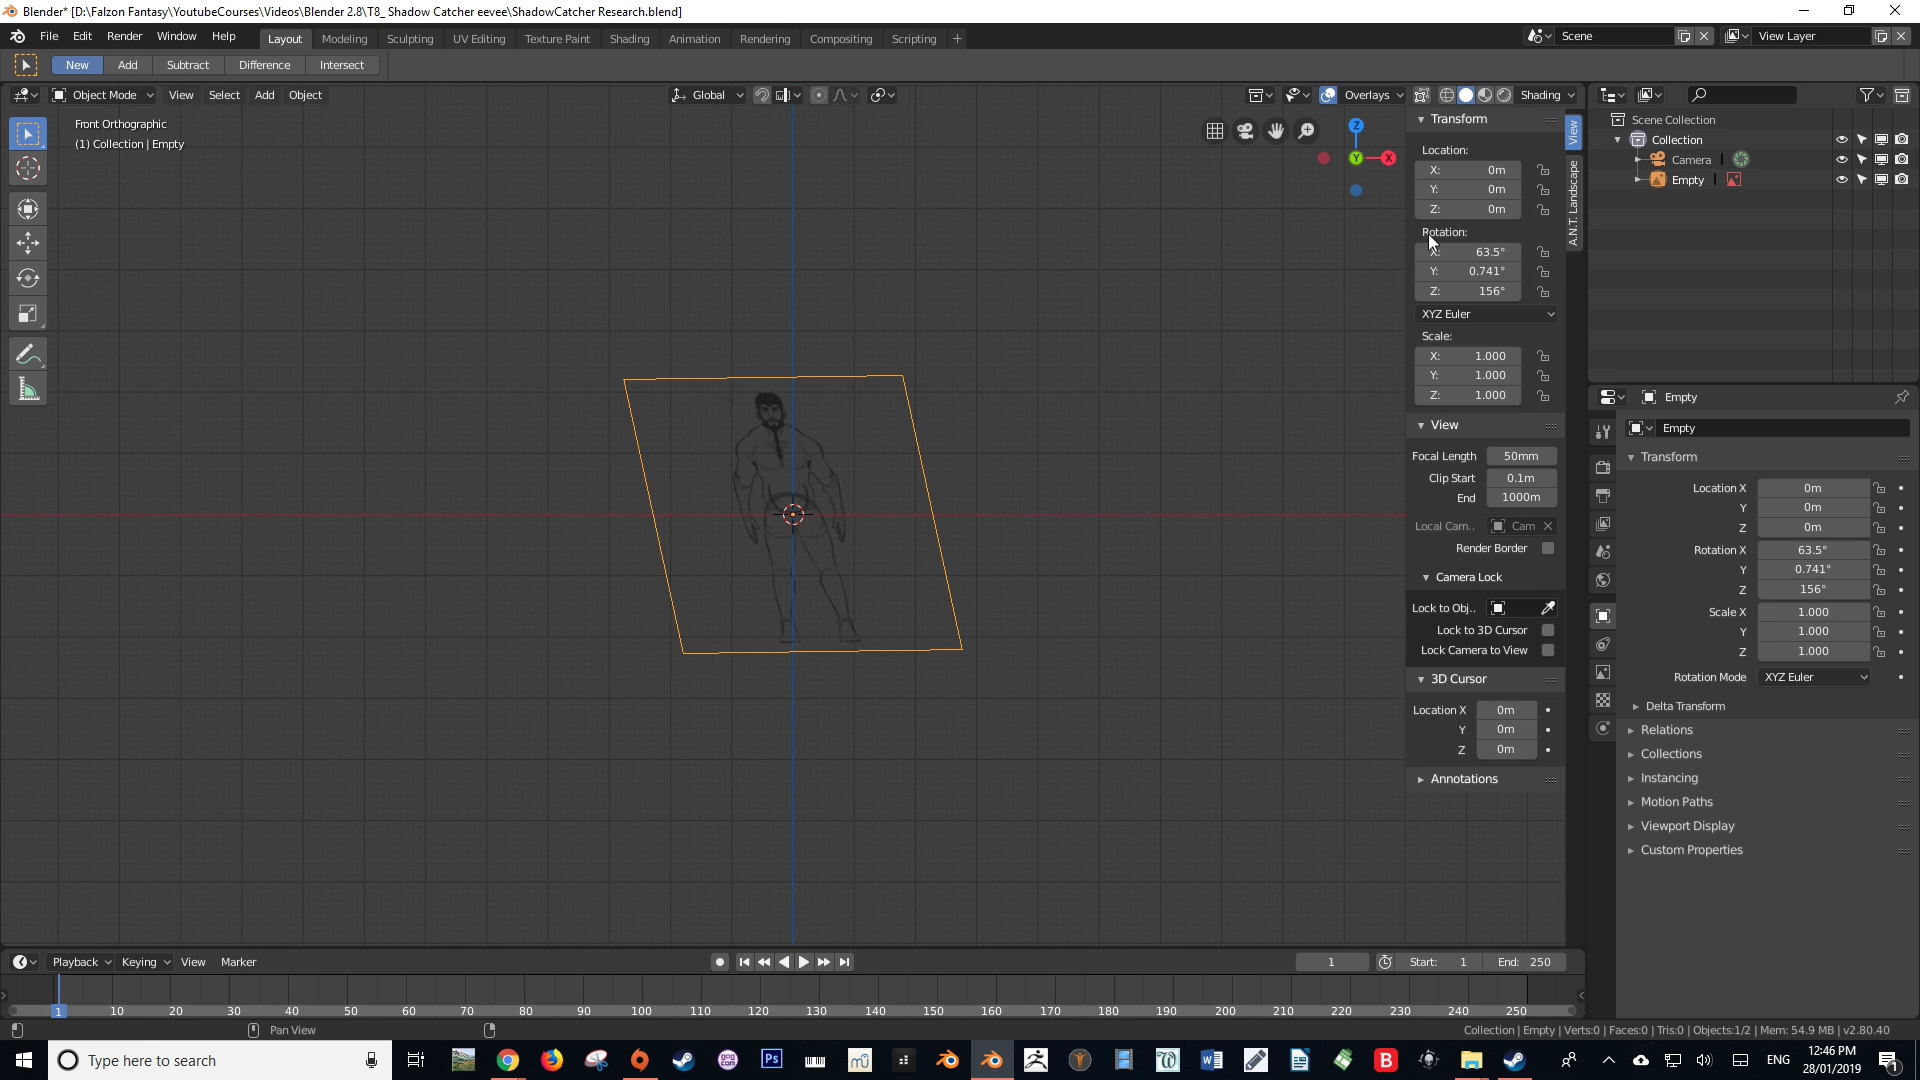 Blender* [D:\Falzon Fantasy\YoutubeCourses\Videos\Blender 2.8\T8_ Shadow Catcher eevee\ShadowCatcher Research.blend]
File Edit Render Window Help Layout Modeling Sculpting UV Editing Texture Paint Shading Animation Rendering Compositing Scripting + Scene View Layer
New Add Subtract Difference Intersect
Object Mode View Select Add Object Global Overlays Shading
Front Orthographic
(1) Collection | Empty
Z
Y X
Transform
Location:
X: 0m
Y: 0m
Z: 0m
Rotation:
X: 63.5°
Y: 0.741°
Z: 156°
XYZ Euler
Scale:
X: 1.000
Y: 1.000
Z: 1.000
View
Focal Length 50mm
Clip Start 0.1m
End 1000m
Local Cam.. Cam
Render Border
Camera Lock
Lock to Obj..
Lock to 3D Cursor
Lock Camera to View
3D Cursor
Location X 0m
Y 0m
Z 0m
Annotations
View
A.N.T. Landscape
Scene Collection
Collection
Camera
Empty
Empty
Empty
Transform
Location X 0m
Y 0m
Z 0m
Rotation X 63.5°
Y 0.741°
Z 156°
Scale X 1.000
Y 1.000
Z 1.000
Rotation Mode XYZ Euler
Delta Transform
Relations
Collections
Instancing
Motion Paths
Viewport Display
Custom Properties
Playback Keying View Marker 1 Start: 1 End: 250
1 10 20 30 40 50 60 70 80 90 100 110 120 130 140 150 160 170 180 190 200 210 220 230 240 250
Pan View Collection | Empty | Verts:0 | Faces:0 | Tris:0 | Objects:1/2 | Mem: 54.9 MB | v2.80.40
Type here to search
ENG
12:46 PM
28/01/2019
1